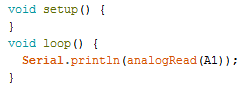 void setup() {
}
void loop() {
  Serial.println(analogRead(A1));
}